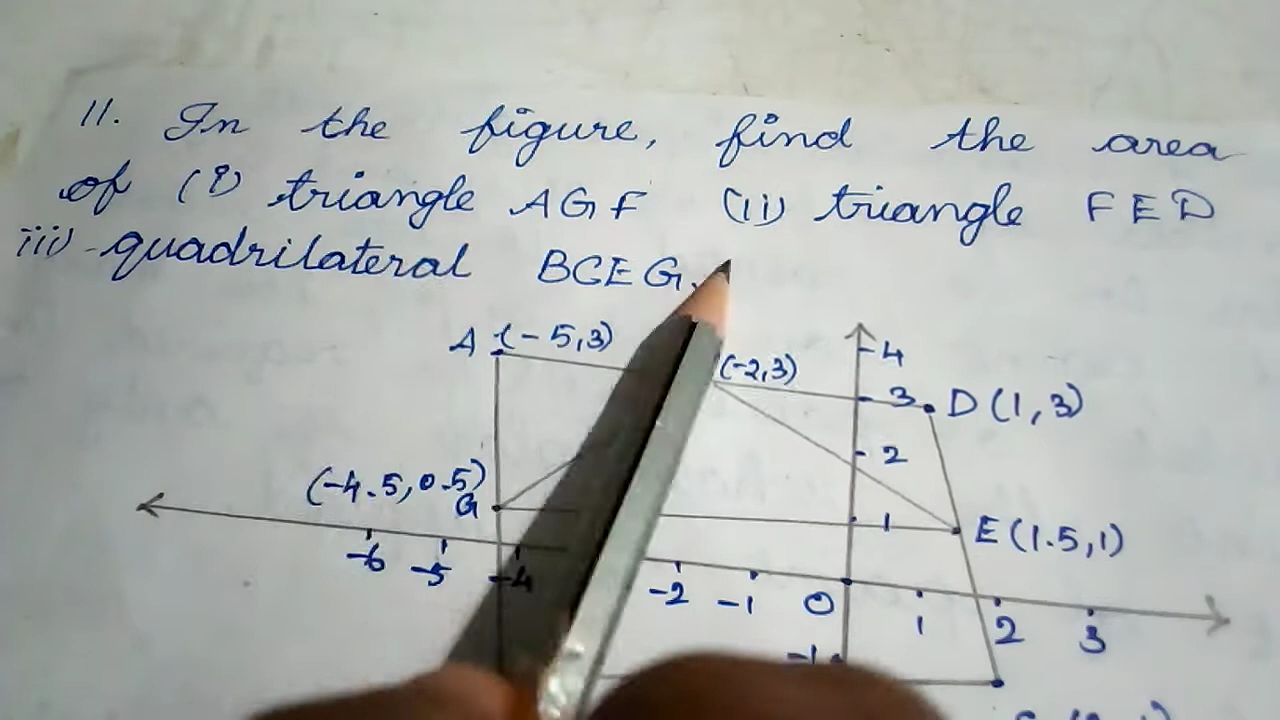 11. In the figure, find the area
of (i) triangle AGF (ii) triangle FED
iii) quadrilateral BCEG.
A (-5,3)
(-2,3)
4
3 D(1,3)
2
(-4.5,0.5)
G
1 E(1.5,1)
-6 -5 -4 -2 -1 0 1 2 3
-1